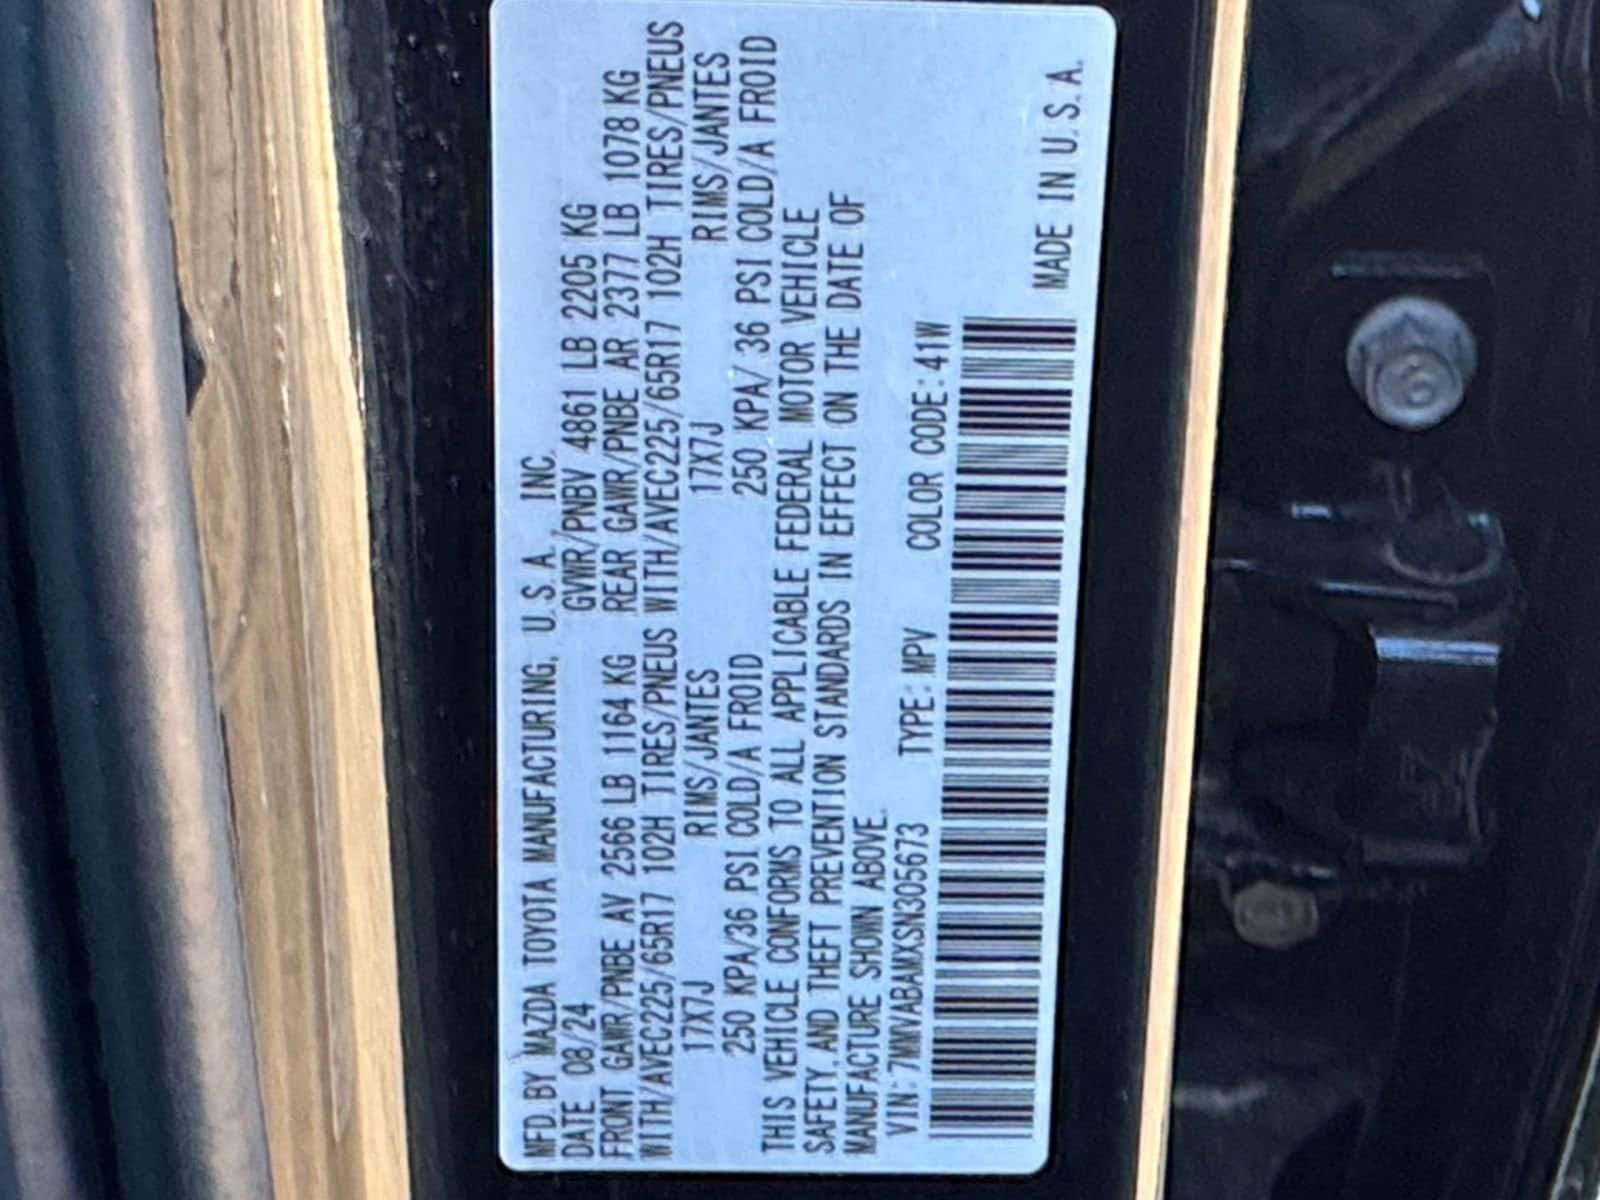 MFD.BY MAZDA TOYOTA MANUFACTURING, U.S.A. INC.
DATE 08/24 GVWR/PNBV 4861 LB 2205 KG
FRONT GAWR/PNBE AV 2566 LB 1164 KG REAR GAWR/PNBE AR 2377 LB 1078 KG
WITH/AVEC225/65R17 102H TIRES/PNEUS WITH/AVEC225/65R17 102H TIRES/PNEUS
17X7J RIMS/JANTES 17X7J RIMS/JANTES
250 KPA/36 PSI COLD/A FROID 250 KPA/ 36 PSI COLD/A FROID
THIS VEHICLE CONFORMS TO ALL APPLICABLE FEDERAL MOTOR VEHICLE
SAFETY, AND THEFT PREVENTION STANDARDS IN EFFECT ON THE DATE OF
MANUFACTURE SHOWN ABOVE.
VIN: 7MMVABAMXSN305673 TYPE: MPV COLOR CODE: 41W
MADE IN U.S.A.